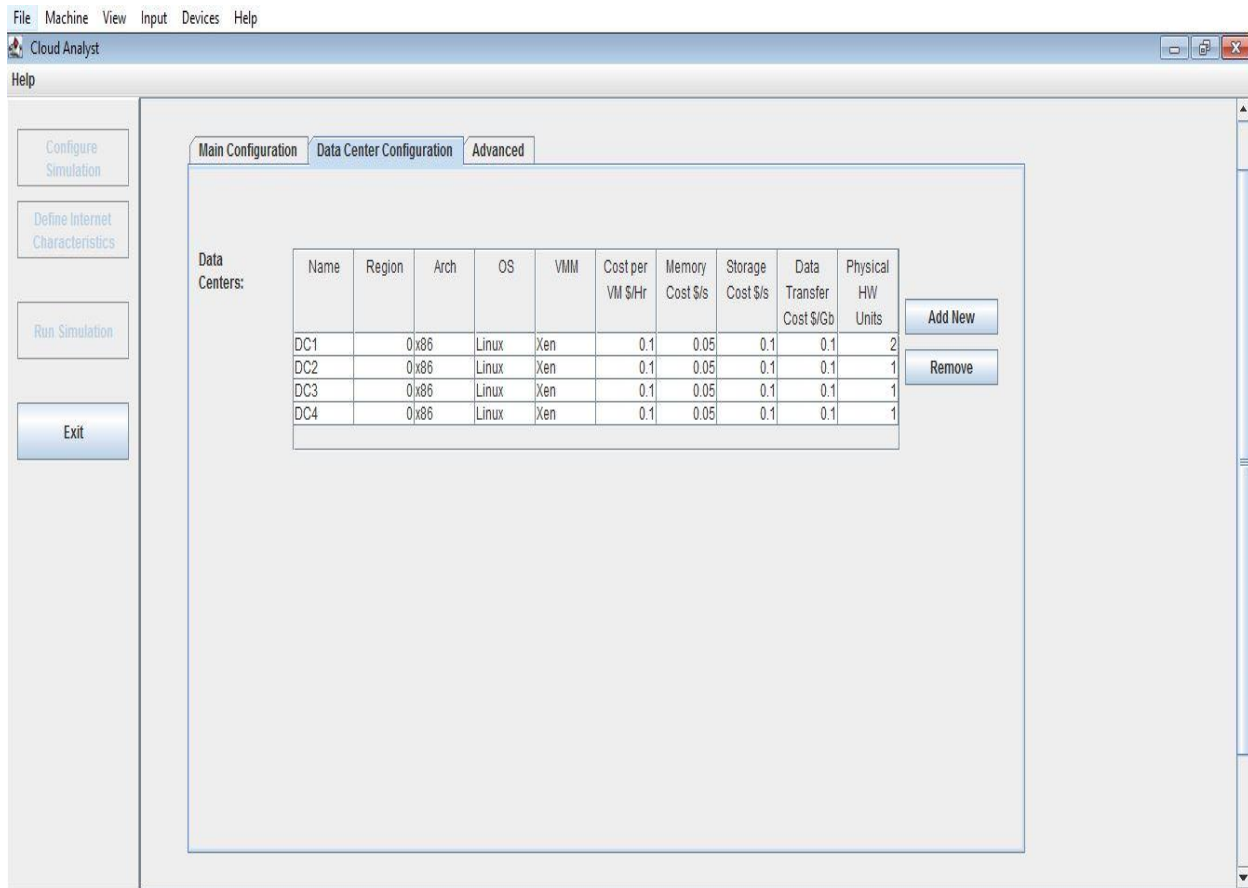 File Machine View Input Devices Help
Cloud Analyst
Help
Configure
Simulation
Define Internet
Characteristics
Run Simulation
Exit
Main Configuration Data Center Configuration Advanced
Data
Centers:
Name Region Arch OS VMM Cost per Memory Storage Data Physical
VM $/Hr Cost $/s Cost $/s Transfer HW
Cost $/Gb Units
DC1 0 x86 Linux Xen 0.1 0.05 0.1 0.1 2
DC2 0 x86 Linux Xen 0.1 0.05 0.1 0.1 1
DC3 0 x86 Linux Xen 0.1 0.05 0.1 0.1 1
DC4 0 x86 Linux Xen 0.1 0.05 0.1 0.1 1
Add New
Remove